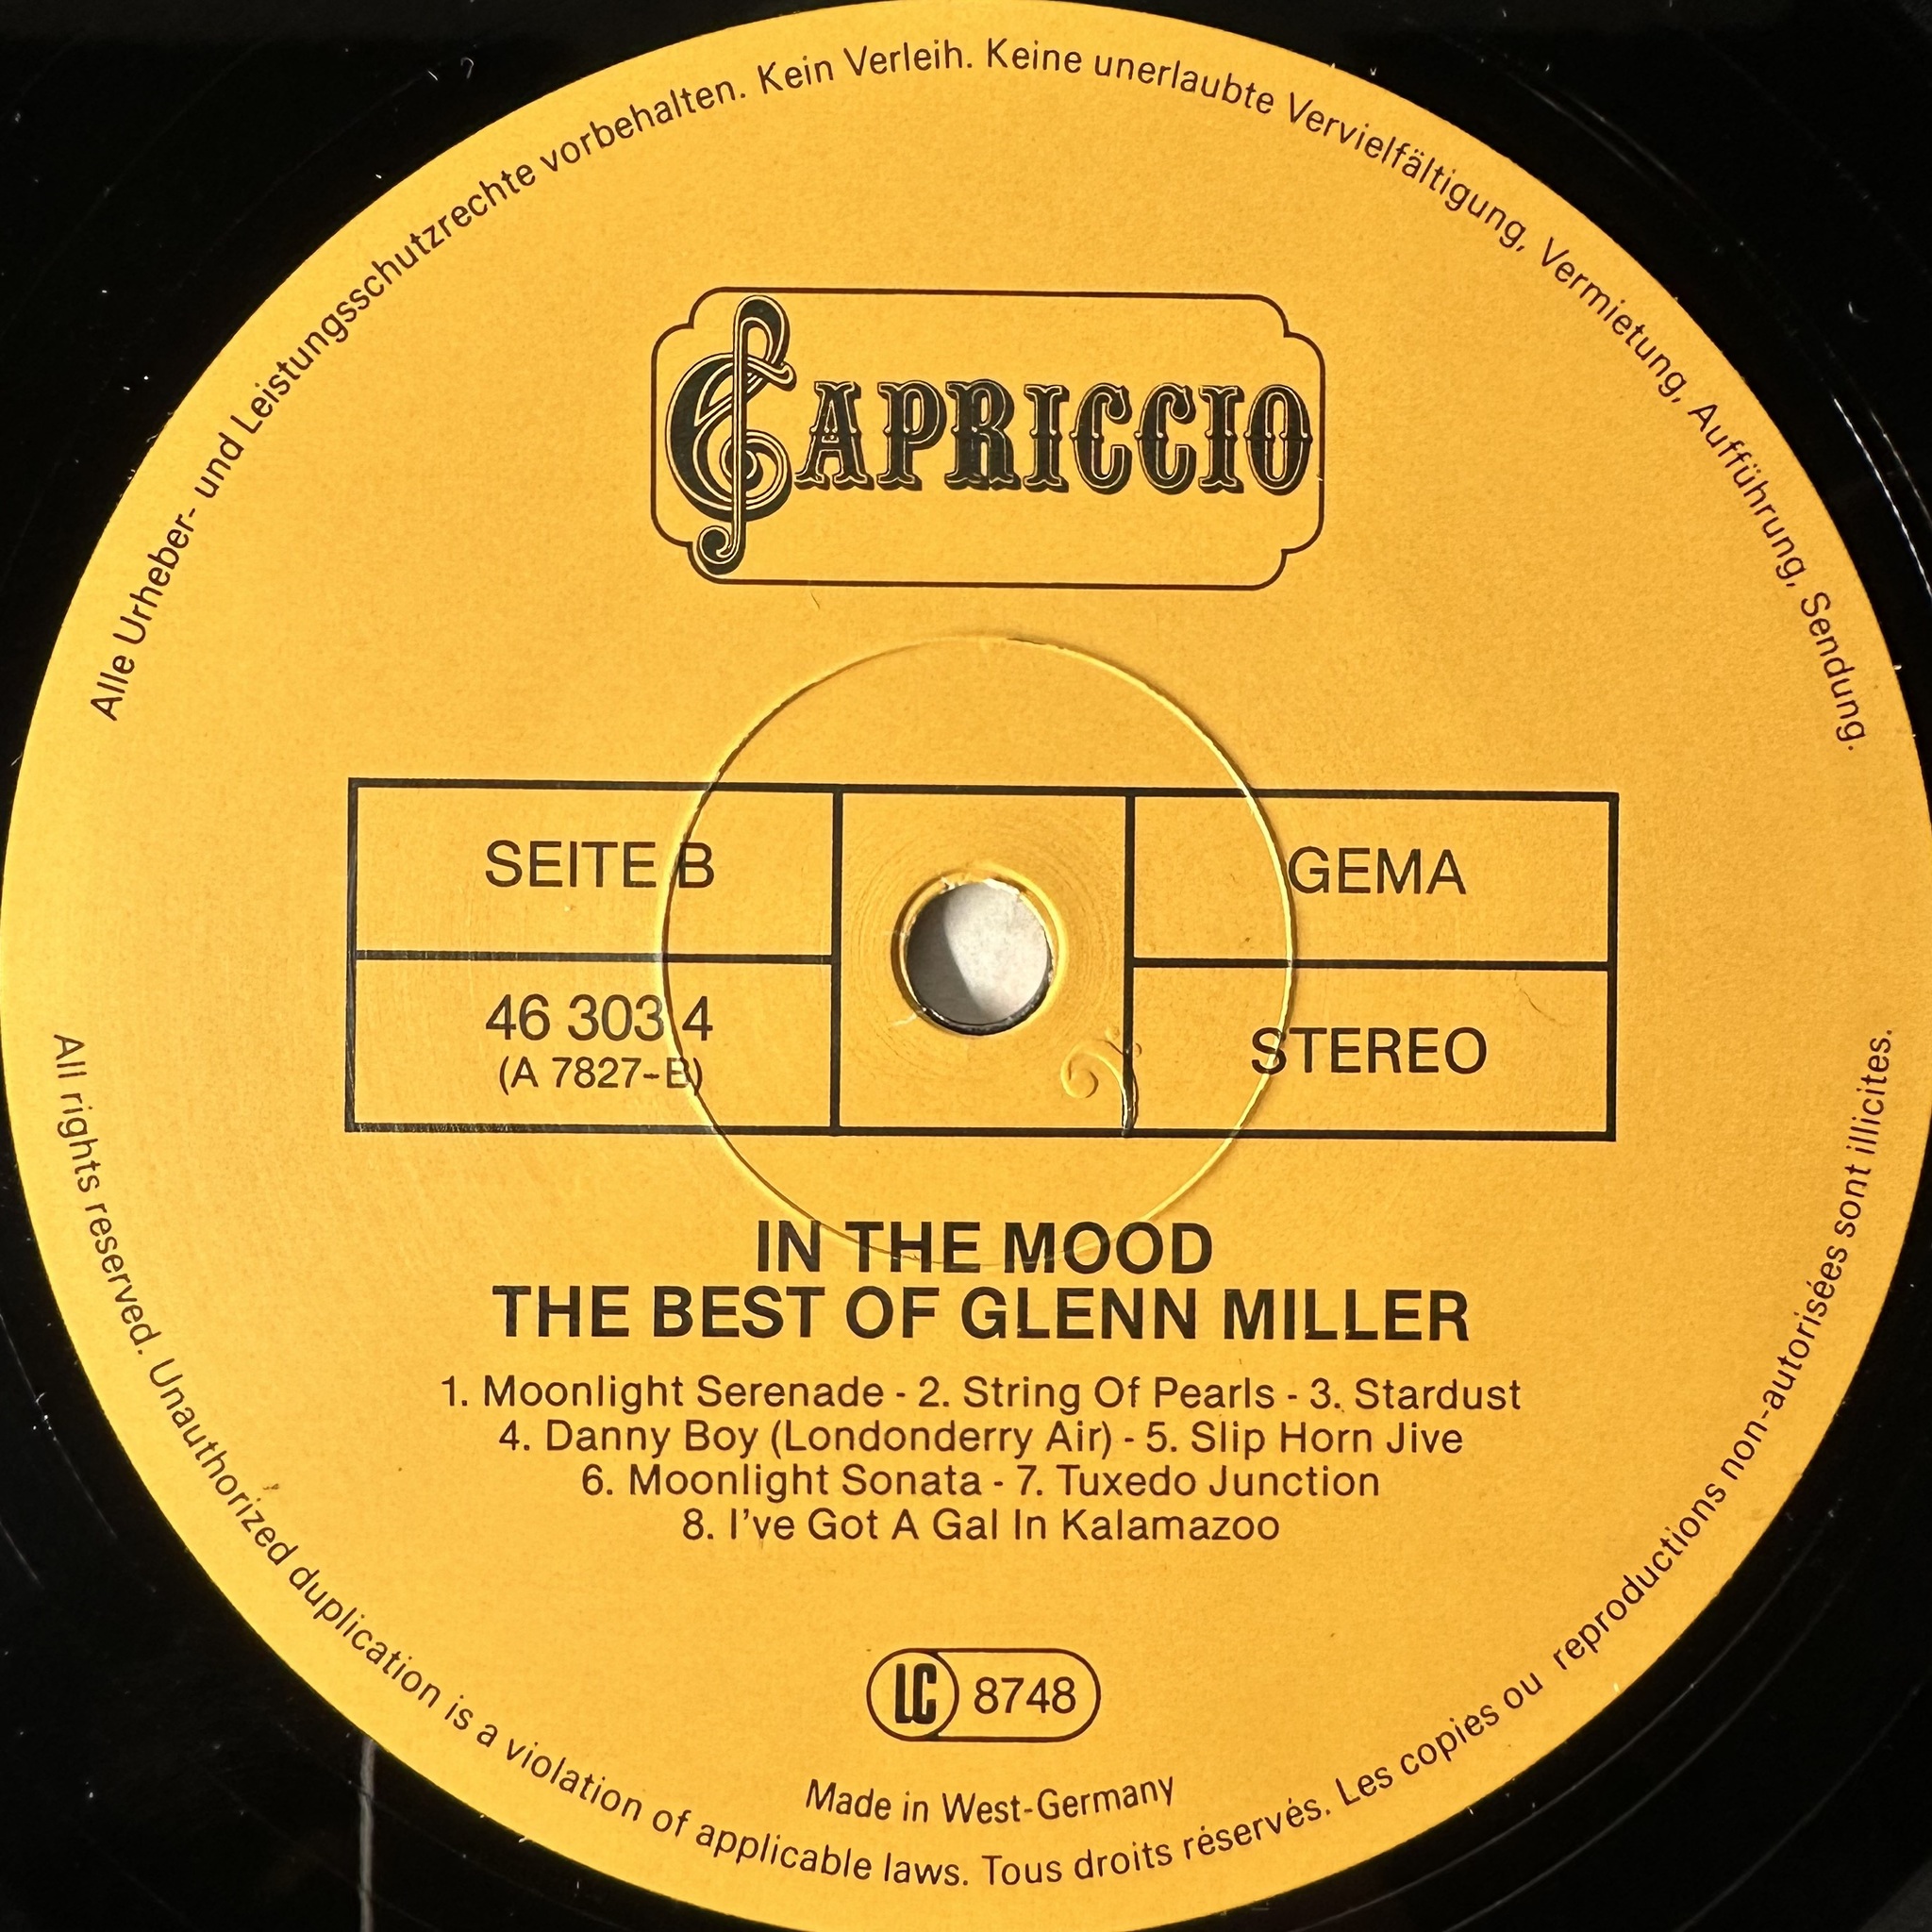 Alle Urheber- und Leistungsschutzrechte vorbehalten. Kein Verleih. Keine unerlaubte Vervielfältigung, Vermietung, Aufführung, Sendung.
CAPRICCIO
SEITE B
GEMA
46 303 4
(A 7827-B)
STEREO
IN THE MOOD
THE BEST OF GLENN MILLER
1. Moonlight Serenade - 2. String Of Pearls - 3. Stardust
4. Danny Boy (Londonderry Air) - 5. Slip Horn Jive
6. Moonlight Sonata - 7. Tuxedo Junction
8. I've Got A Gal In Kalamazoo
LC 8748
Made in West-Germany
All rights reserved. Unauthorized duplication is a violation of applicable laws. Tous droits réservés. Les copies ou reproductions non-autorisées sont illicites.